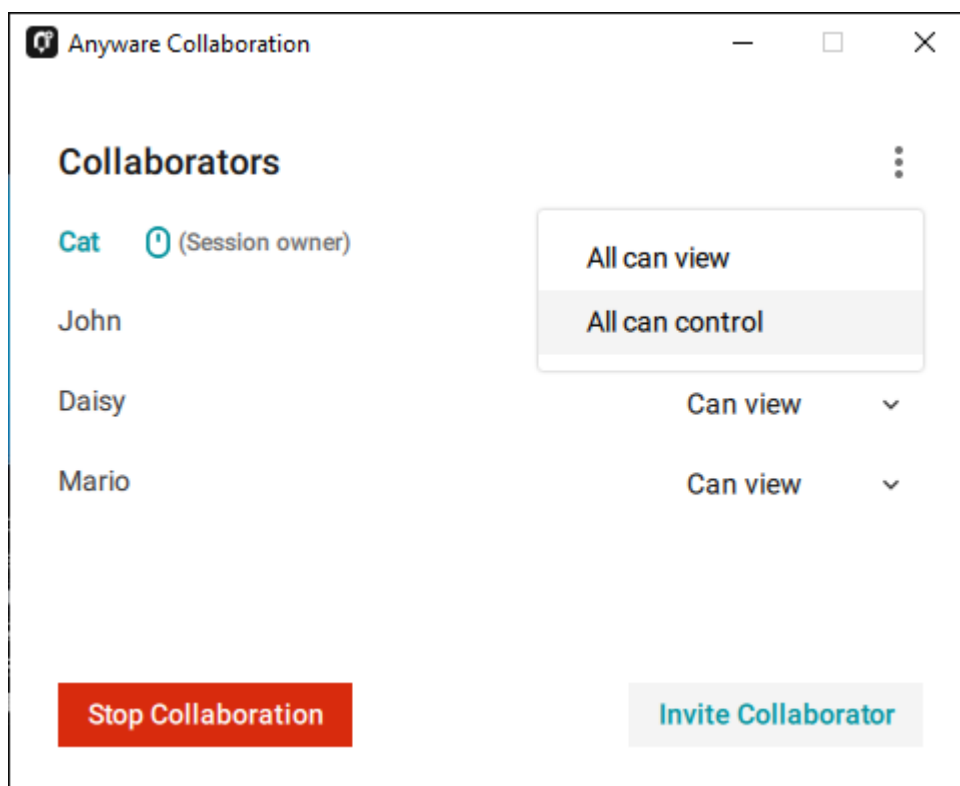 Anyware Collaboration
Collaborators
Cat (Session owner)
All can view
John
All can control
Daisy Can view
Mario Can view
Stop Collaboration Invite Collaborator